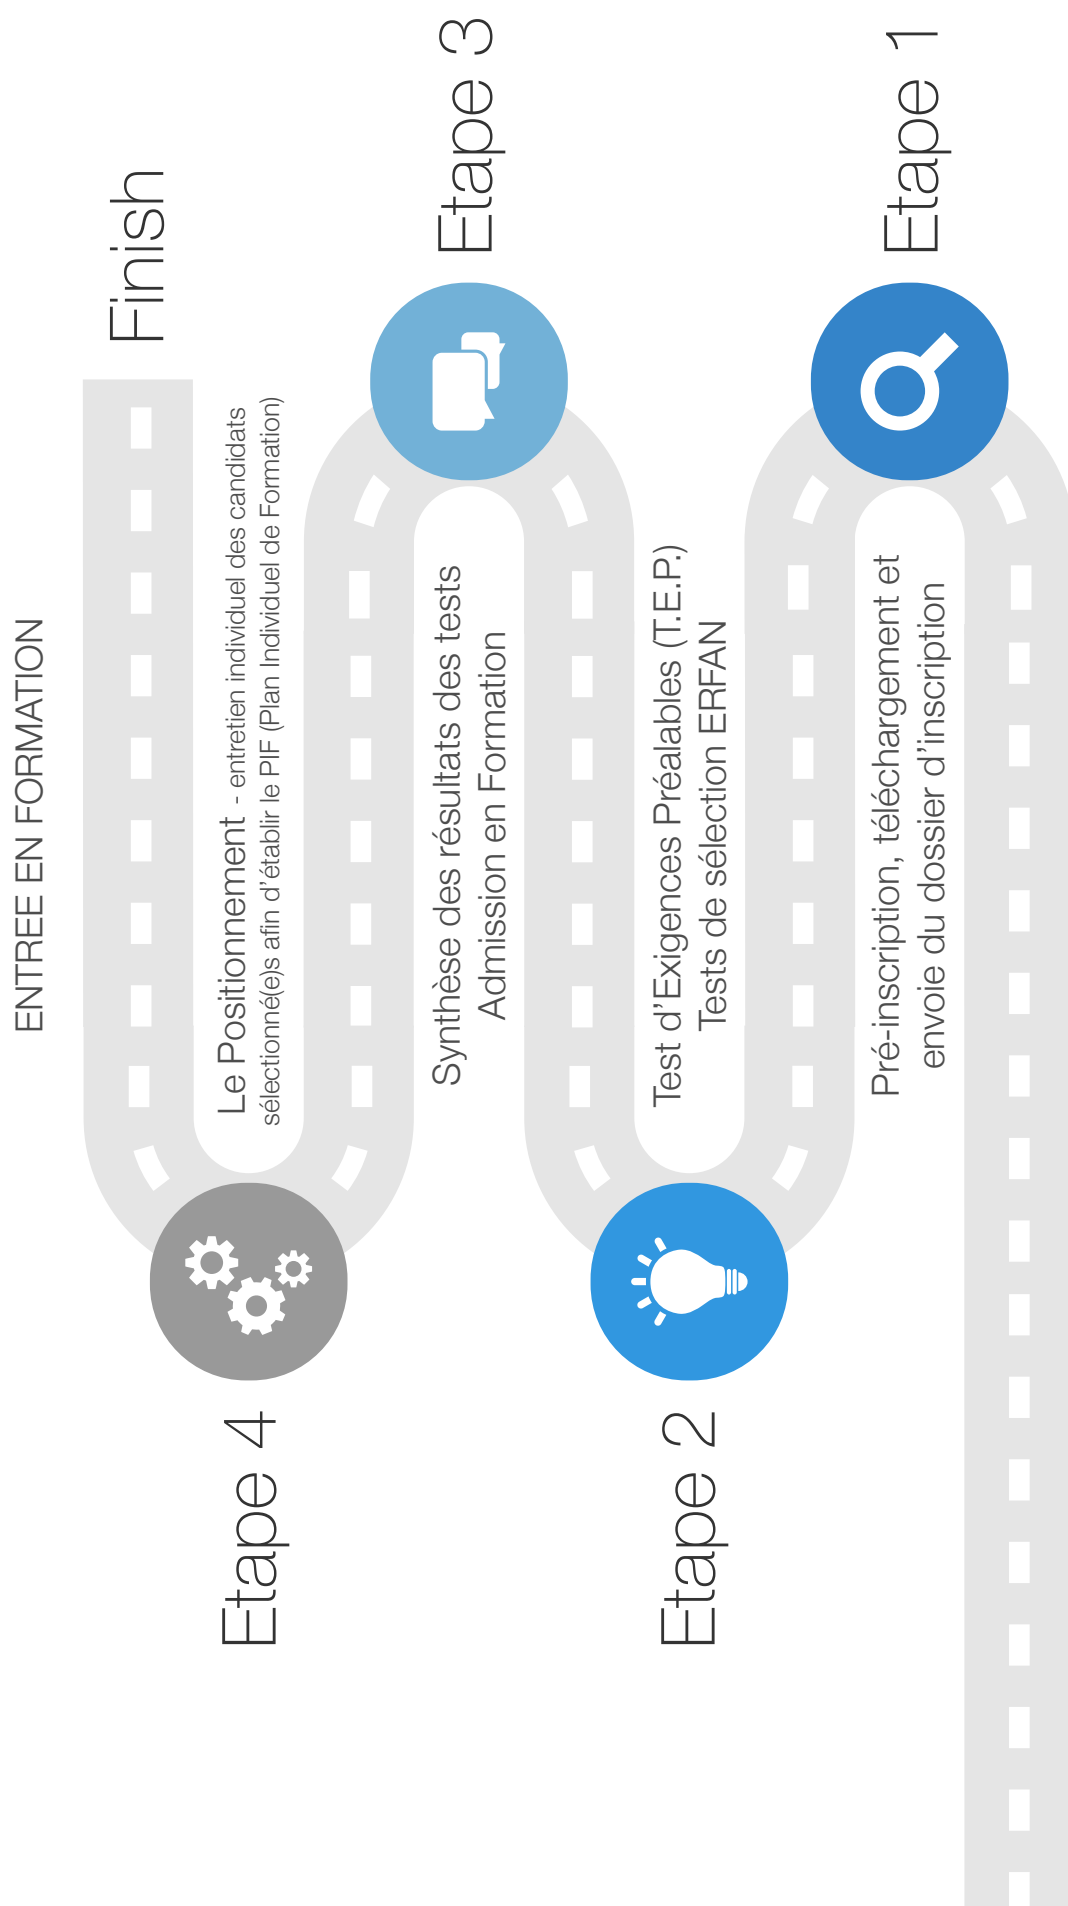 ENTREE EN FORMATION
Finish
Le Positionnement - entretien individuel des candidats
sélectionné(e)s afin d'établir le PIF (Plan Individuel de Formation)
Etape 4
Etape 3
Synthèse des résultats des tests
Admission en Formation
Test d'Exigences Préalables (T.E.P.)
Tests de sélection ERFAN
Etape 2
Etape 1
Pré-inscription, téléchargement et
envoie du dossier d'inscription